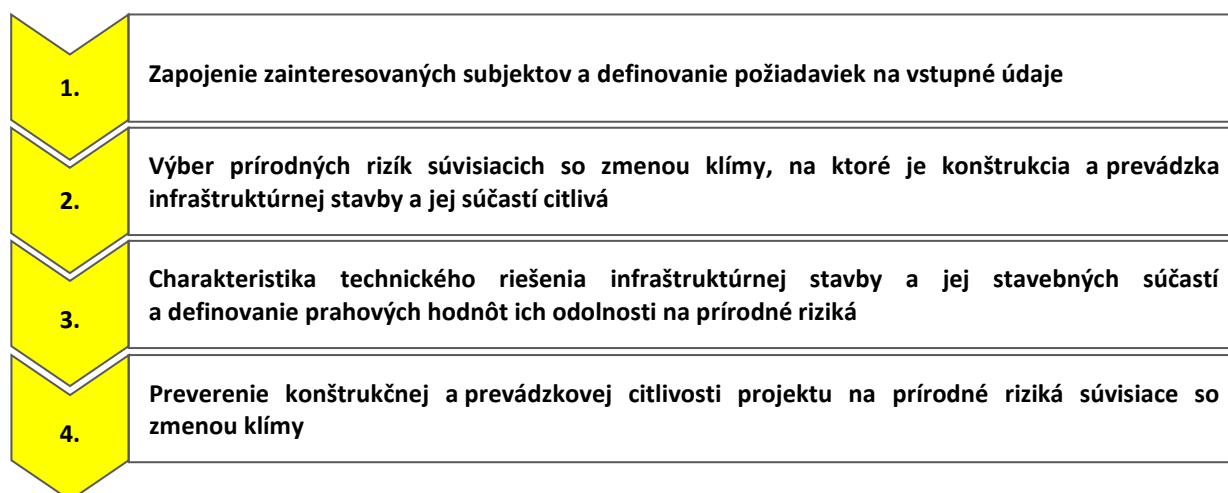 1.
Zapojenie zainteresovaných subjektov a definovanie požiadaviek na vstupné údaje
2.
Výber prírodných rizík súvisiacich so zmenou klímy, na ktoré je konštrukcia a prevádzka
infraštruktúrnej stavby a jej súčastí citlivá
3.
Charakteristika technického riešenia infraštruktúrnej stavby a jej stavebných súčastí
a definovanie prahových hodnôt ich odolnosti na prírodné riziká
4.
Preverenie konštrukčnej a prevádzkovej citlivosti projektu na prírodné riziká súvisiace so
zmenou klímy